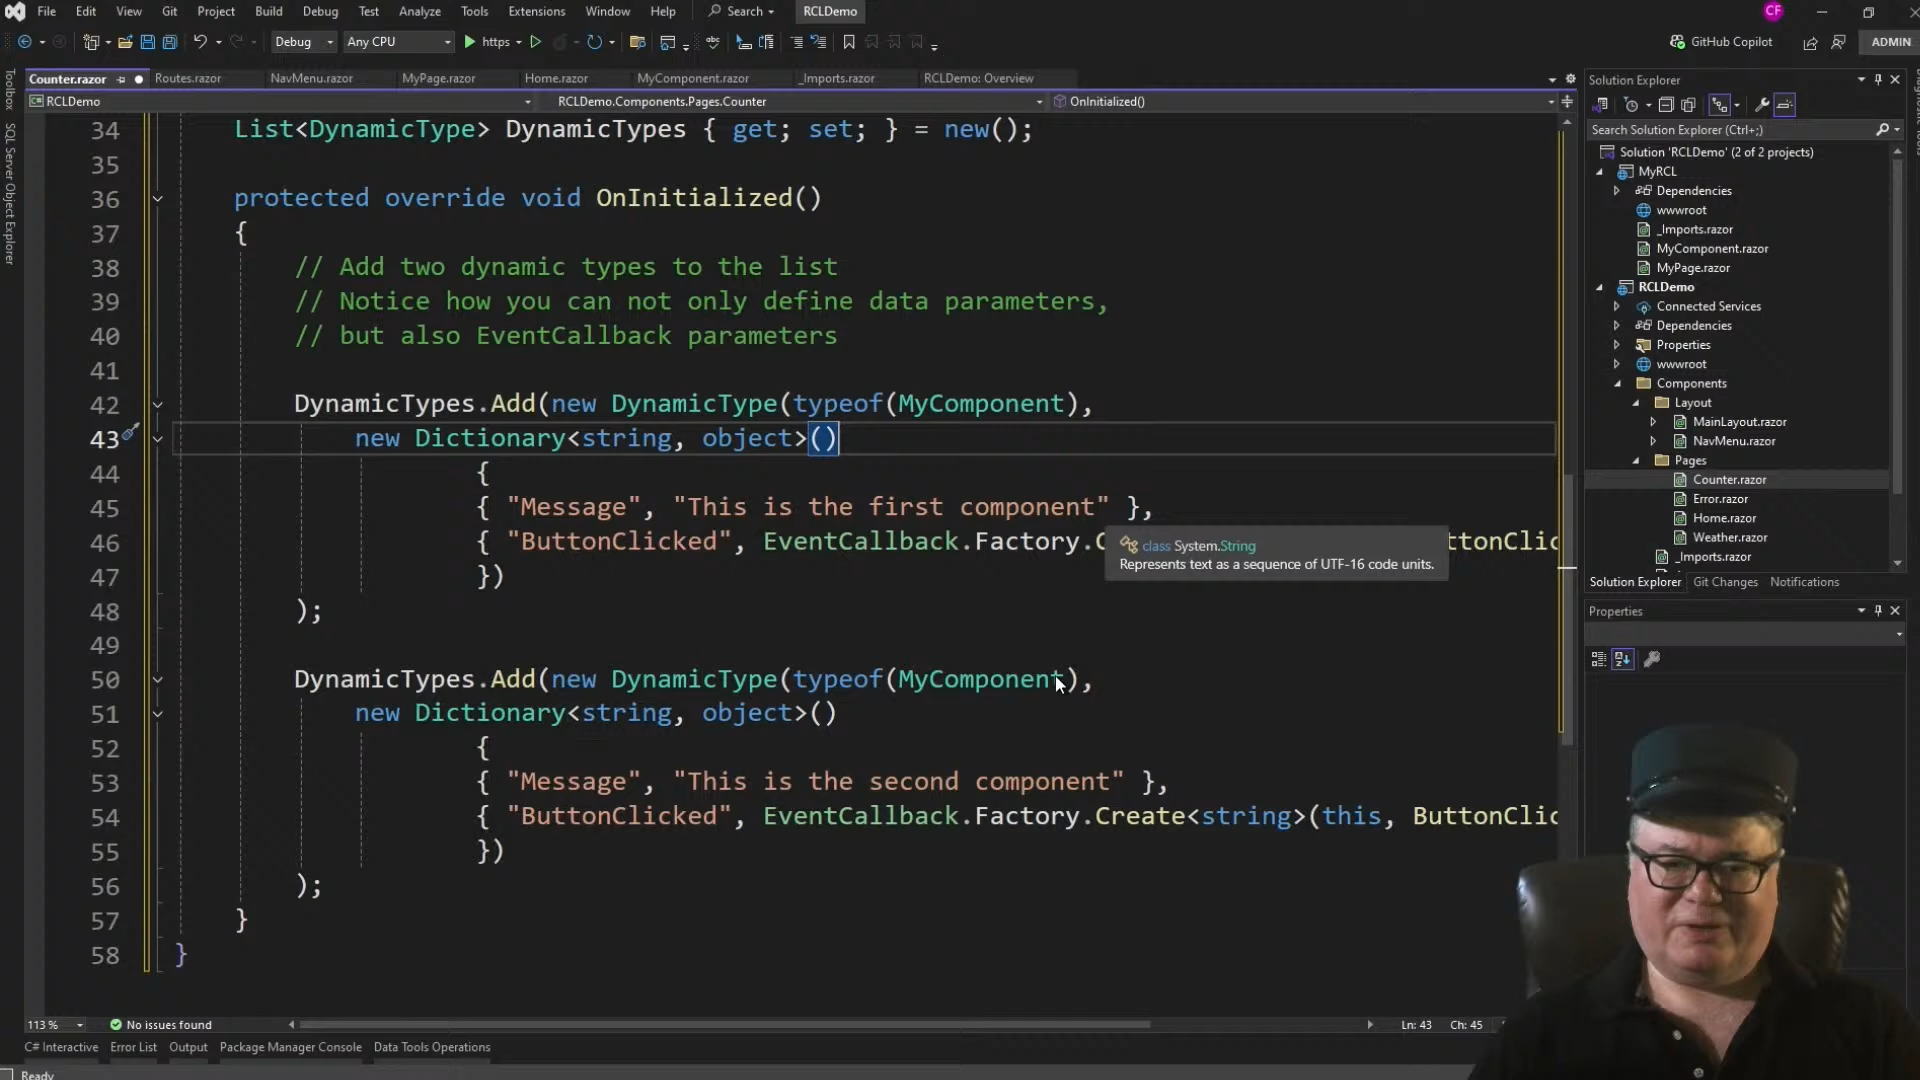 File Edit View Git Project Build Debug Test Analyze Tools Extensions Window Help Search RCLDemo CF
Debug Any CPU https GitHub Copilot ADMIN
Counter.razor Routes.razor NavMenu.razor MyPage.razor Home.razor MyComponent.razor _Imports.razor RCLDemo: Overview
RCLDemo RCLDemo.Components.Pages.Counter OnInitialized()
Toolbox
SQL Server Object Explorer
34 List<DynamicType> DynamicTypes { get; set; } = new();
35
36 protected override void OnInitialized()
37 {
38 // Add two dynamic types to the list
39 // Notice how you can not only define data parameters,
40 // but also EventCallback parameters
41
42 DynamicTypes.Add(new DynamicType(typeof(MyComponent),
43 new Dictionary<string, object>()
44 {
45 { "Message", "This is the first component" },
46 { "ButtonClicked", EventCallback.Factory.C ttonClic
class System.String
Represents text as a sequence of UTF-16 code units.
47 })
48 );
49
50 DynamicTypes.Add(new DynamicType(typeof(MyComponent),
51 new Dictionary<string, object>()
52 {
53 { "Message", "This is the second component" },
54 { "ButtonClicked", EventCallback.Factory.Create<string>(this, ButtonClic
55 })
56 );
57 }
58 }
113 % No issues found Ln: 43 Ch: 45
C# Interactive Error List Output Package Manager Console Data Tools Operations
Ready
Solution Explorer
Search Solution Explorer (Ctrl+;)
Solution 'RCLDemo' (2 of 2 projects)
MyRCL
Dependencies
wwwroot
_Imports.razor
MyComponent.razor
MyPage.razor
RCLDemo
Connected Services
Dependencies
Properties
wwwroot
Components
Layout
MainLayout.razor
NavMenu.razor
Pages
Counter.razor
Error.razor
Home.razor
Weather.razor
_Imports.razor
Solution Explorer Git Changes Notifications
Properties